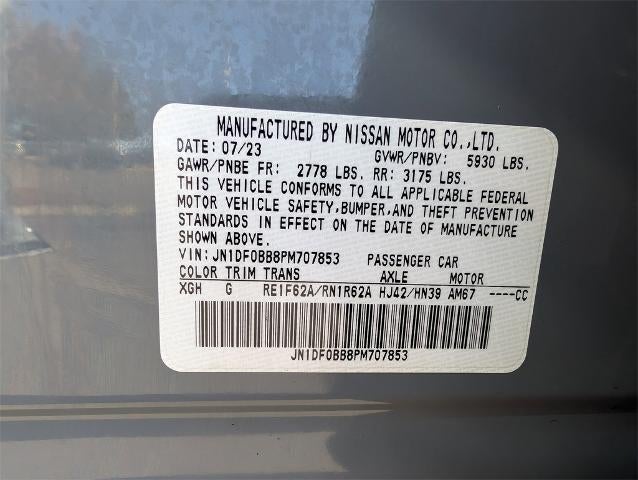 MANUFACTURED BY NISSAN MOTOR CO.,LTD.
DATE: 07/23 GVWR/PNBV: 5930 LBS.
GAWR/PNBE FR: 2778 LBS. RR: 3175 LBS.
THIS VEHICLE CONFORMS TO ALL APPLICABLE FEDERAL
MOTOR VEHICLE SAFETY,BUMPER,AND THEFT PREVENTION
STANDARDS IN EFFECT ON THE DATE OF MANUFACTURE
SHOWN ABOVE.
VIN: JN1DF0BB8PM707853 PASSENGER CAR
COLOR TRIM TRANS AXLE MOTOR
XGH G RE1F62A/RN1R62A HJ42/HN39 AM67 ----CC
JN1DF0BB8PM707853